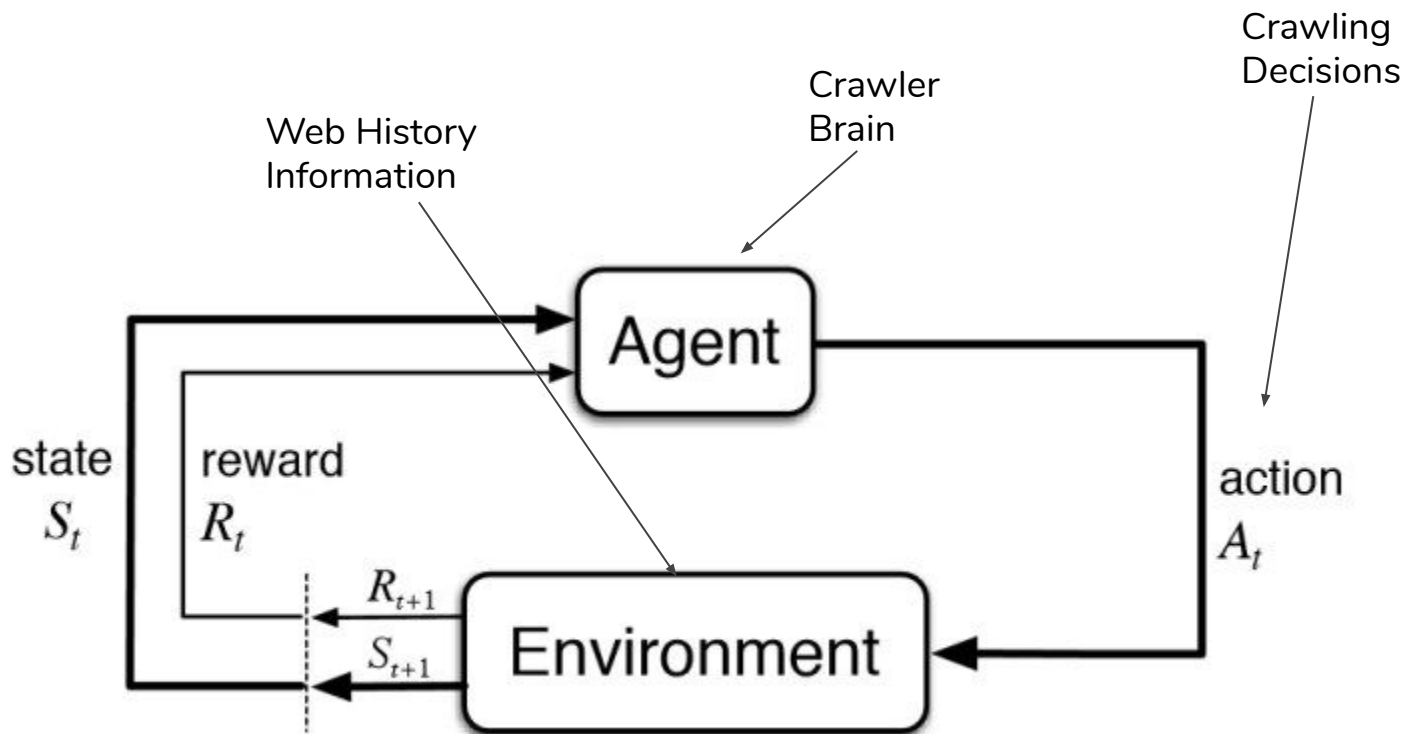 Crawling
Decisions
Crawler
Brain
Web History
Information
Agent
state
S_t
reward
R_t
action
A_t
R_{t+1}
S_{t+1}
Environment